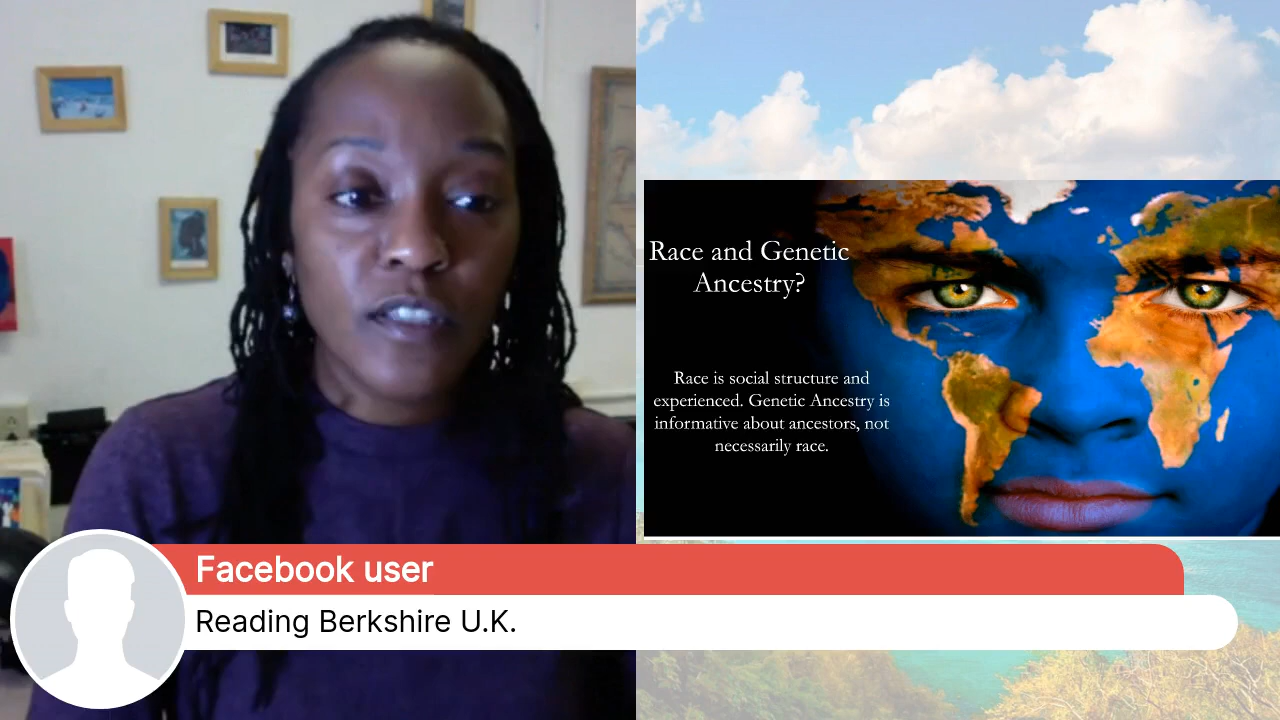 Race and Genetic
Ancestry?
Race is social structure and
experienced. Genetic Ancestry is
informative about ancestors, not
necessarily race.
Facebook user
Reading Berkshire U.K.